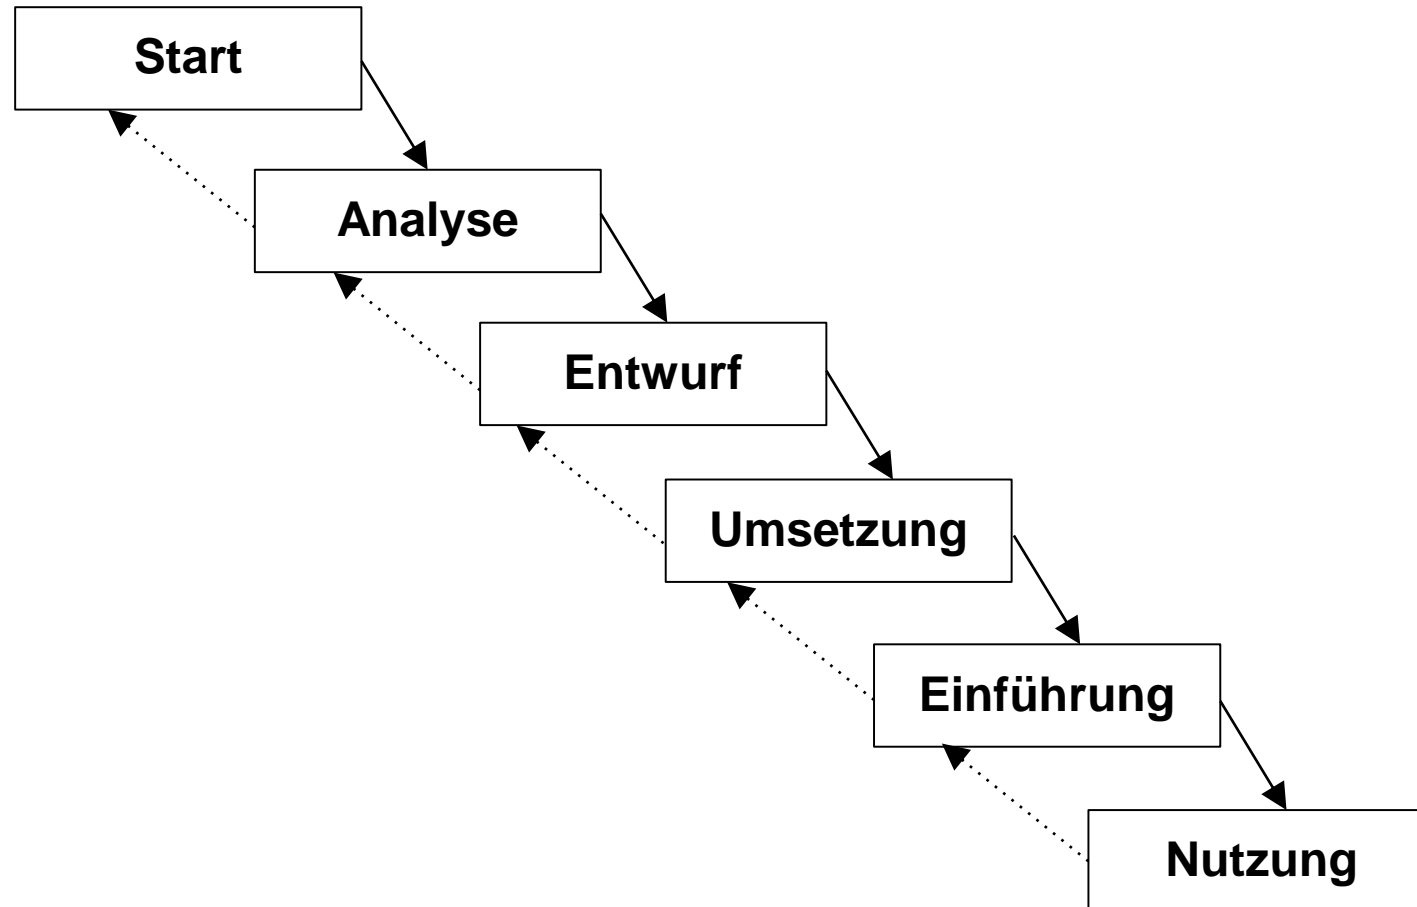 Start
Analyse
Entwurf
Umsetzung
Einführung
Nutzung